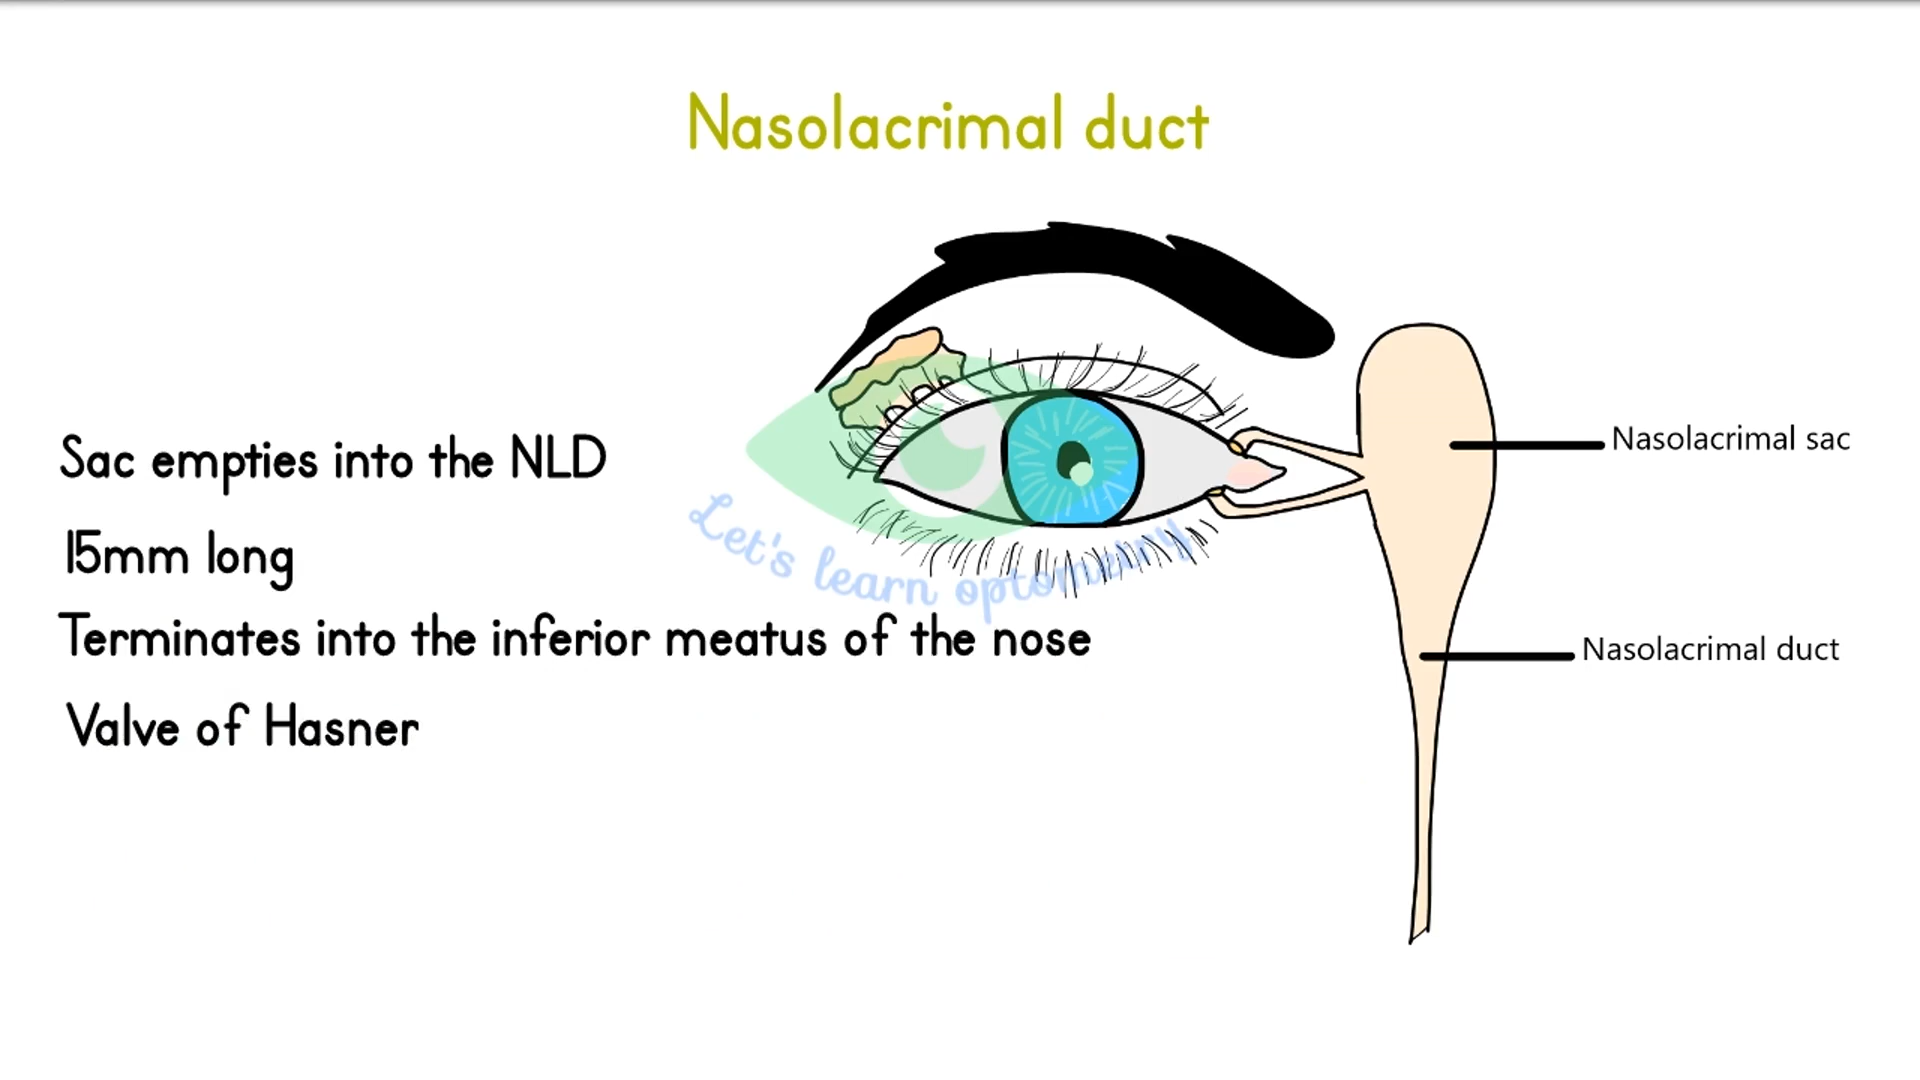 Nasolacrimal duct
Sac empties into the NLD
15mm long
Terminates into the inferior meatus of the nose
Valve of Hasner
Nasolacrimal sac
Nasolacrimal duct
Let's learn optometry